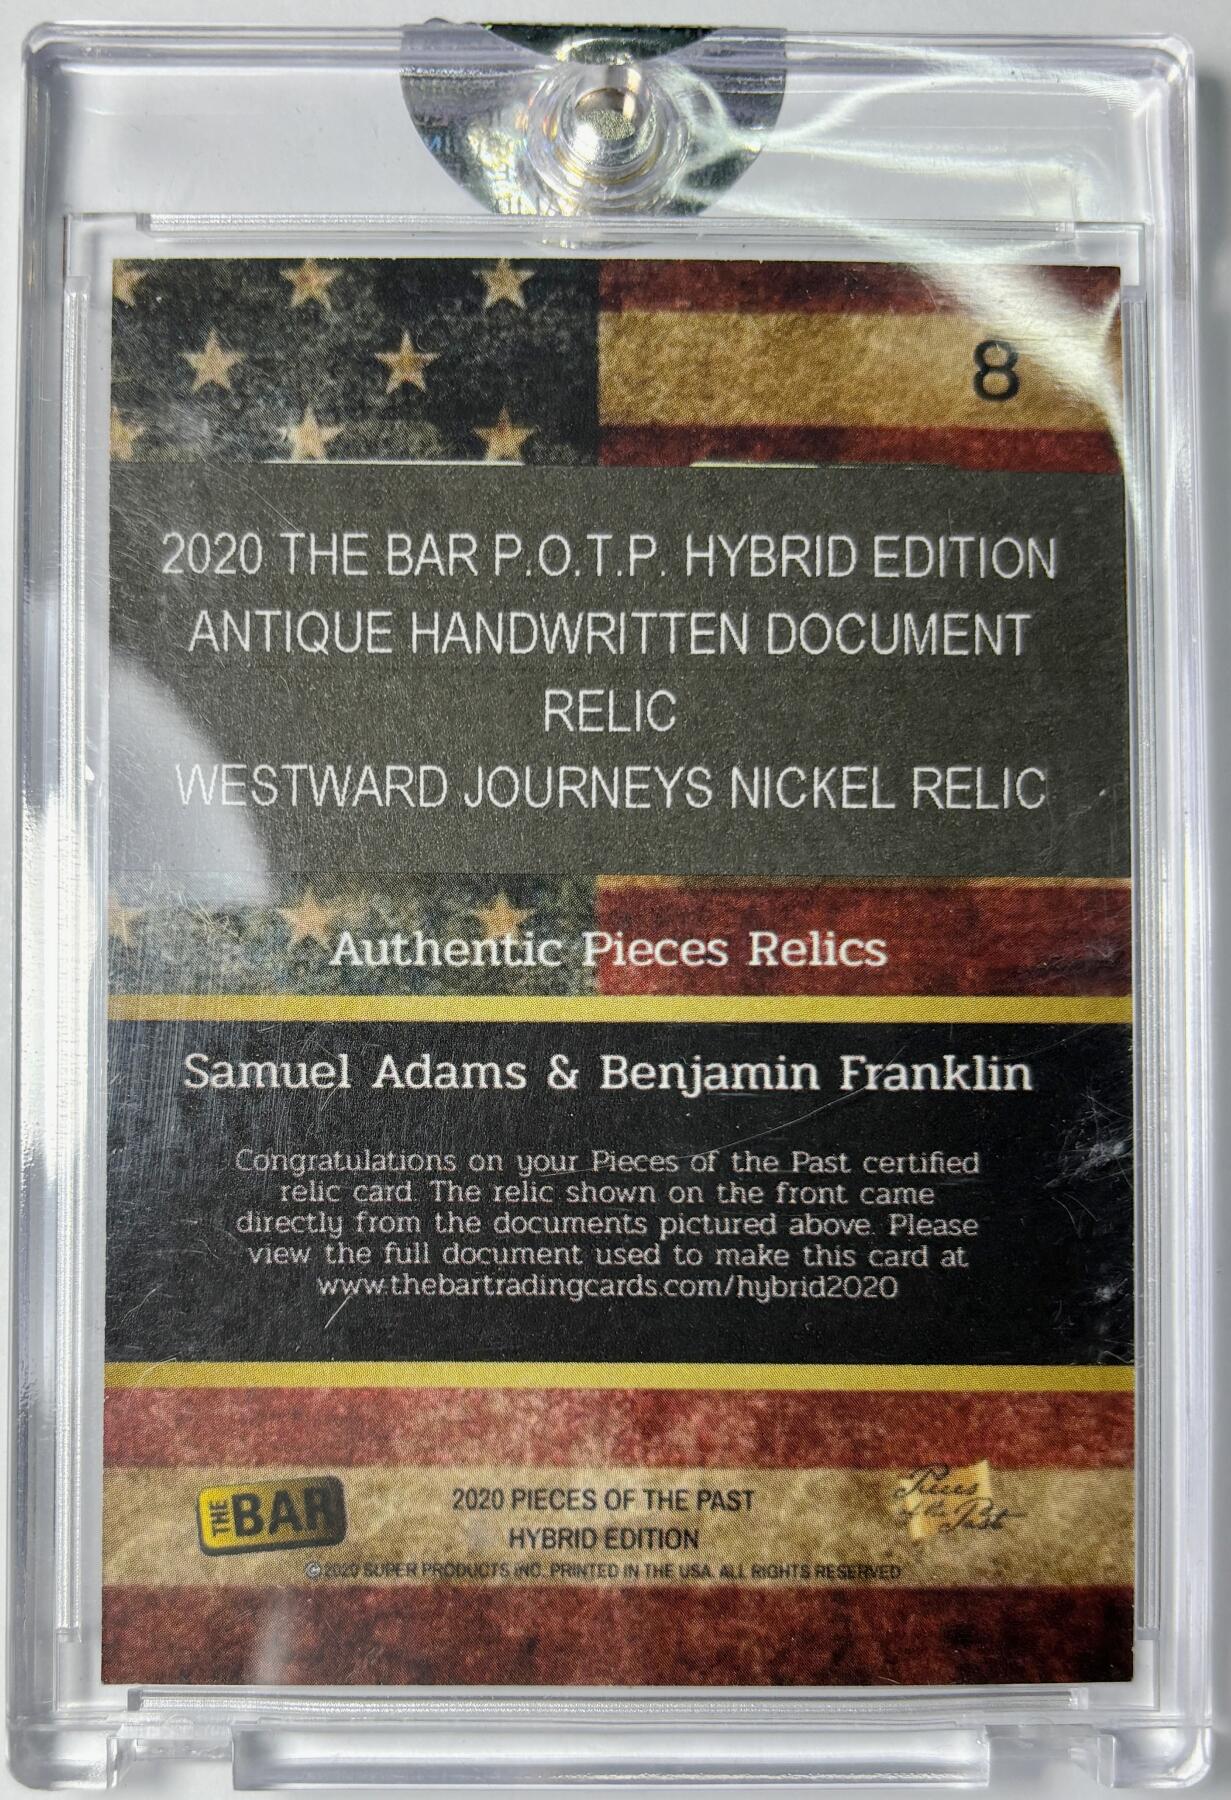 8
2020 THE BAR P.O.T.P. HYBRID EDITION
ANTIQUE HANDWRITTEN DOCUMENT
RELIC
WESTWARD JOURNEYS NICKEL RELIC
Authentic Pieces Relics
Samuel Adams & Benjamin Franklin
Congratulations on your Pieces of the Past certified
relic card. The relic shown on the front came
directly from the documents pictured above. Please
view the full document used to make this card at
www.thebartradingcards.com/hybrid2020
THE BAR
2020 PIECES OF THE PAST
HYBRID EDITION
Pieces
of the Past
©2020 SUPER PRODUCTS INC. PRINTED IN THE USA. ALL RIGHTS RESERVED